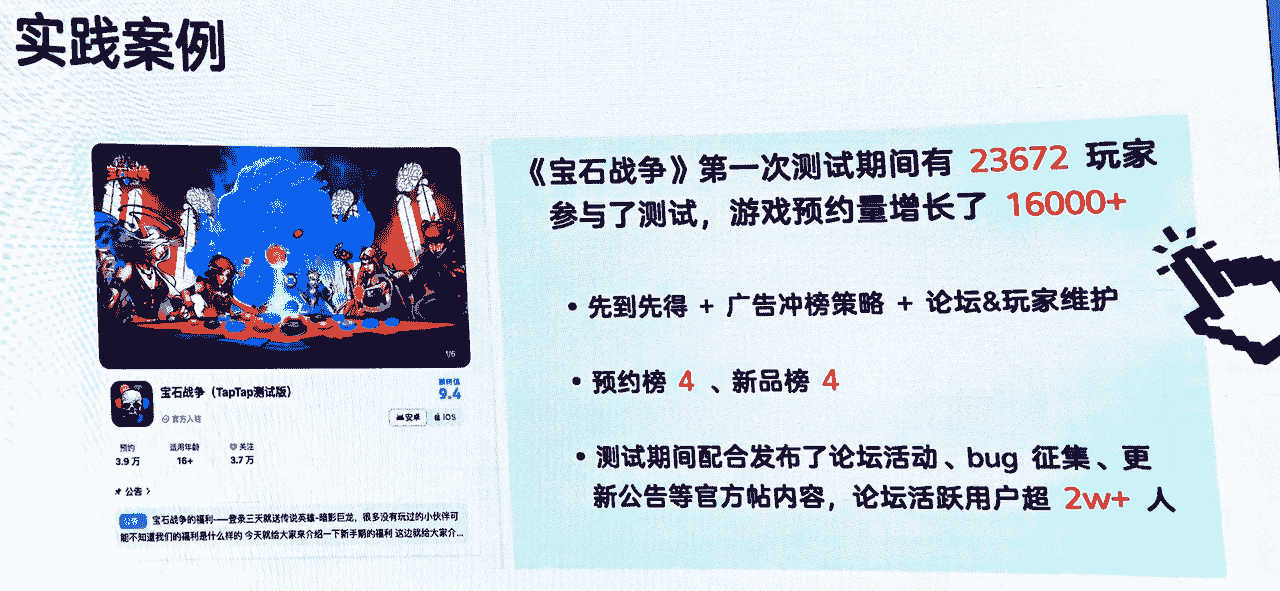 实践案例
1/6
宝石战争（TapTap测试版）
期待值
9.4
官方入驻
安卓
iOS
预约
适用年龄
关注
3.9 万
16+
3.7 万
公告
公告
宝石战争的福利——登录三天就送传说英雄-暗影巨龙，很多没有玩过的小伙伴可
能不知道我们的福利是什么样的 今天就给大家来介绍一下新手期的福利 这边就给大家介...
《宝石战争》第一次测试期间有 23672 玩家
参与了测试，游戏预约量增长了 16000+
• 先到先得 + 广告冲榜策略 + 论坛&玩家维护
• 预约榜 4 、新品榜 4
• 测试期间配合发布了论坛活动、bug 征集、更
新公告等官方帖内容，论坛活跃用户超 2w+ 人